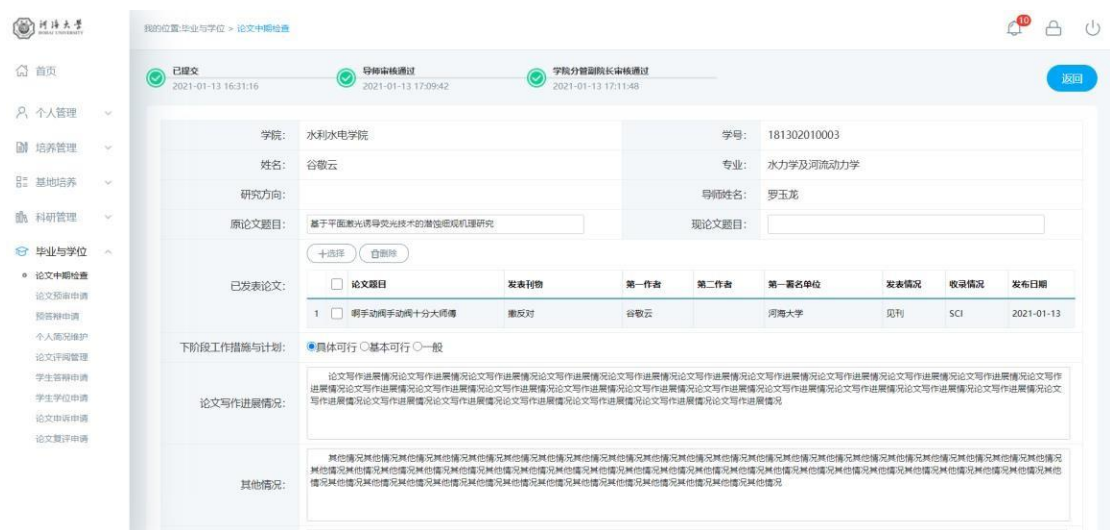 河海大学
HOHAI UNIVERSITY
我的位置:毕业与学位 > 论文中期检查
10
首页
个人管理
培养管理
基地培养
科研管理
毕业与学位
论文中期检查
论文预审申请
预答辩申请
个人简况维护
论文评阅管理
学生答辩申请
学生学位申请
论文申诉申请
论文复评申请
已提交
2021-01-13 16:31:16
导师审核通过
2021-01-13 17:09:42
学院分管副院长审核通过
2021-01-13 17:11:48
返回
学院: 水利水电学院 学号: 181302010003
姓名: 谷敬云 专业: 水力学及河流动力学
研究方向: 导师姓名: 罗玉龙
原论文题目: 基于平面激光诱导荧光技术的潜蚀细观机理研究 现论文题目:
+选择 删除
已发表论文:
论文题目 发表刊物 第一作者 第二作者 第一署名单位 发表情况 收录情况 发布日期
1 啊手动阀手动阀十分大师傅 撤反对 谷敬云 河海大学 见刊 SCI 2021-01-13
下阶段工作措施与计划: 具体可行 基本可行 一般
论文写作进展情况:
论文写作进展情况论文写作进展情况论文写作进展情况论文写作进展情况论文写作进展情况论文写作进展情况论文写作进展情况论文写作进展情况论文写作进展情况论文写作
进展情况论文写作进展情况论文写作进展情况论文写作进展情况论文写作进展情况论文写作进展情况论文写作进展情况论文写作进展情况论文写作进展情况论文
写作进展情况论文写作进展情况论文写作进展情况论文写作进展情况论文写作进展情况论文写作进展情况
其他情况:
其他情况其他情况其他情况其他情况其他情况其他情况其他情况其他情况其他情况其他情况其他情况其他情况其他情况其他情况其他情况其他情况其他情况其他情况
其他情况其他情况其他情况其他情况其他情况其他情况其他情况其他情况其他情况其他情况其他情况其他情况其他情况其他情况其他情况其他情况其他情况其他情况其他
情况其他情况其他情况其他情况其他情况其他情况其他情况其他情况其他情况其他情况其他情况其他情况